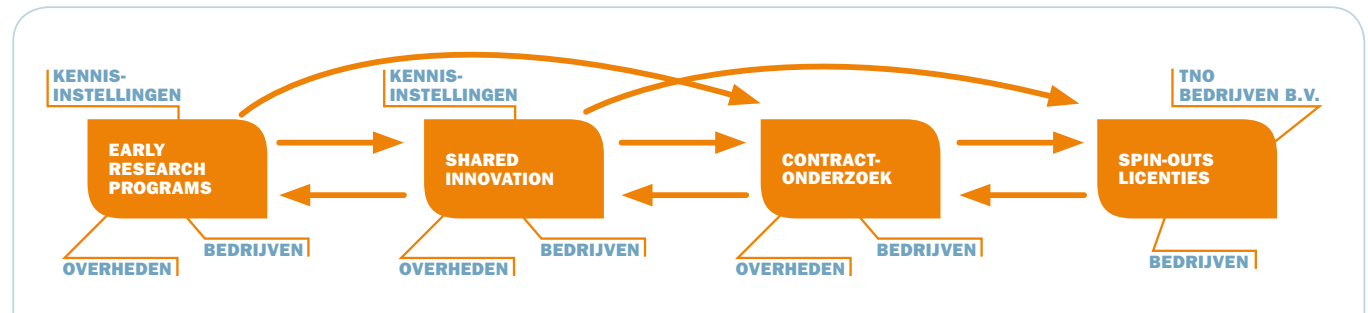 KENNIS-
INSTELLINGEN
KENNIS-
INSTELLINGEN
TNO
BEDRIJVEN B.V.
EARLY
RESEARCH
PROGRAMS
SHARED
INNOVATION
CONTRACT-
ONDERZOEK
SPIN-OUTS
LICENTIES
OVERHEDEN
BEDRIJVEN
OVERHEDEN
BEDRIJVEN
OVERHEDEN
BEDRIJVEN
BEDRIJVEN